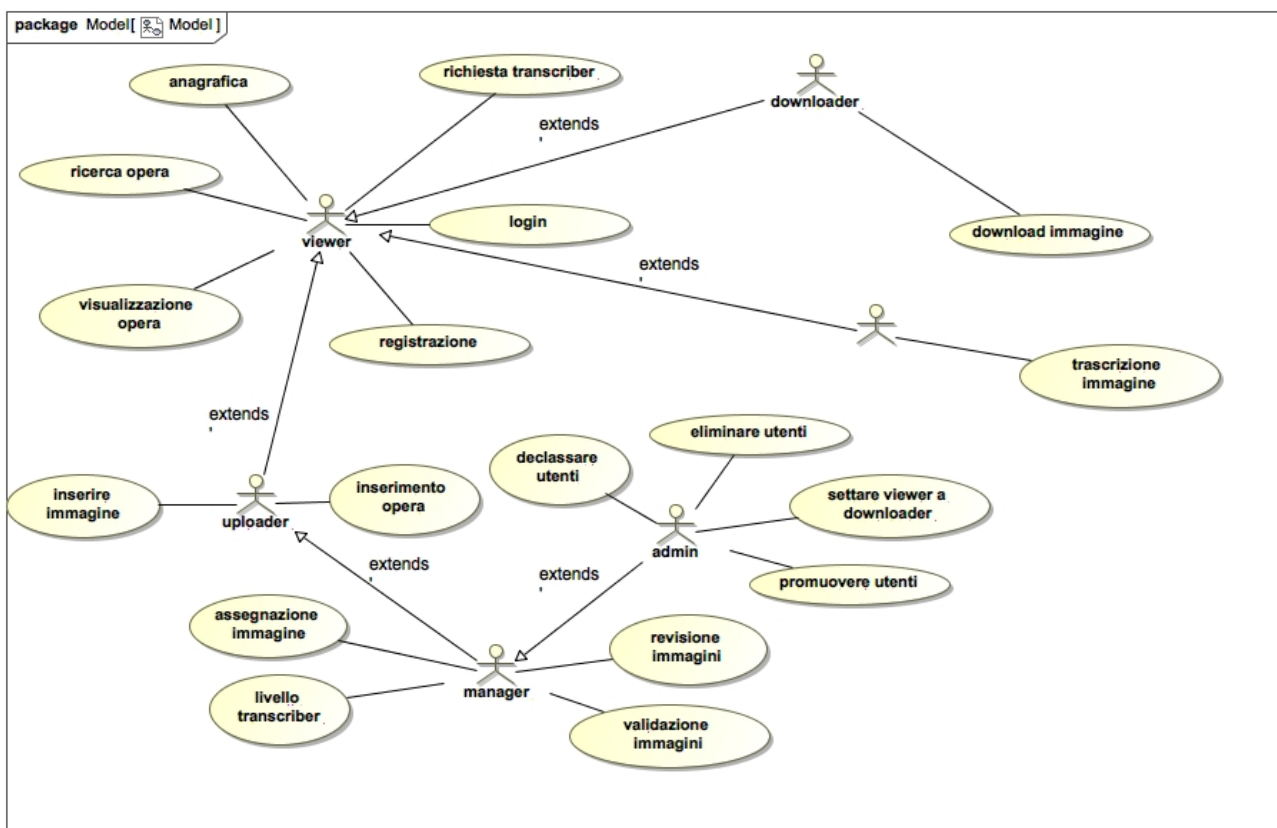 package Model[ Model ]
anagrafica
richiesta transcriber
downloader
extends
,
ricerca opera
login
viewer
download immagine
extends
,
visualizzazione
opera
registrazione
trascrizione
immagine
extends
,
eliminare utenti
declassare
utenti
inserire
immagine
inserimento
opera
uploader
settare viewer a
downloader
admin
extends
,
extends
,
promuovere utenti
assegnazione
immagine
revisione
immagini
manager
livello
transcriber
validazione
immagini